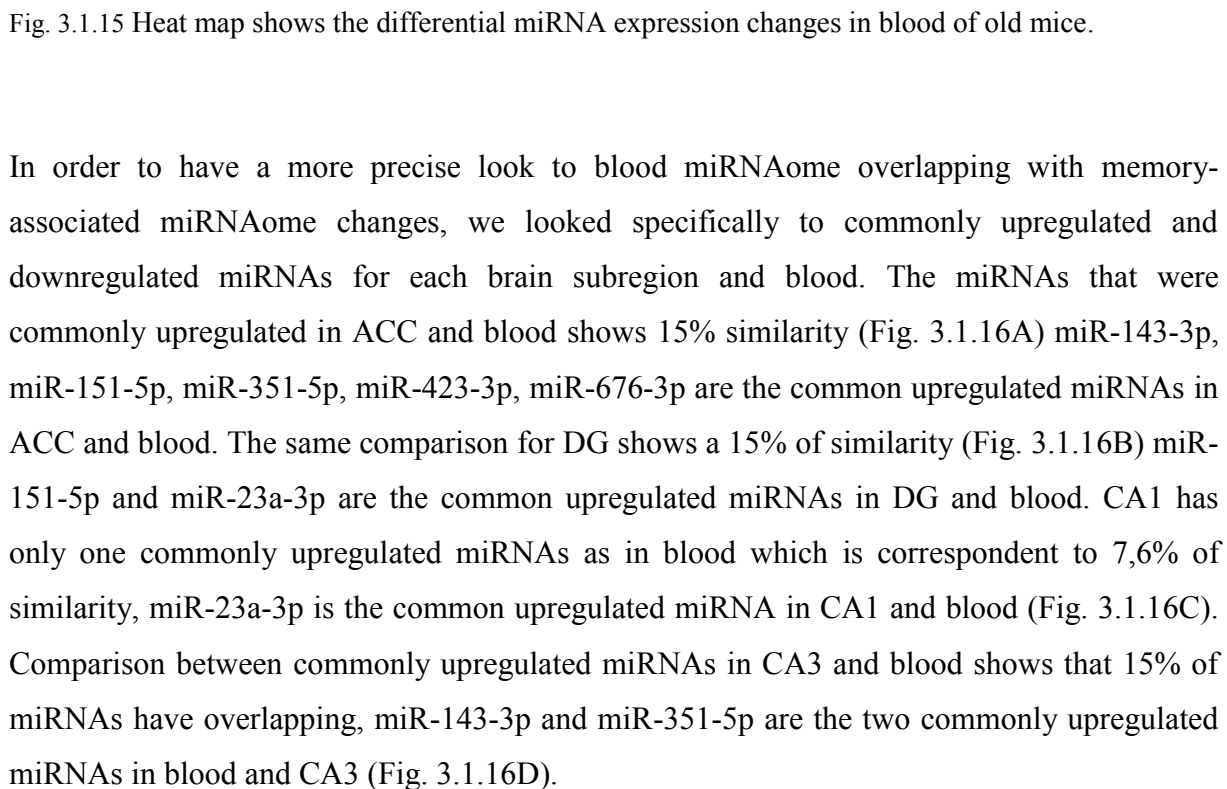 Fig. 3.1.15 Heat map shows the differential miRNA expression changes in blood of old mice.
In order to have a more precise look to blood miRNAome overlapping with memory-
associated miRNAome changes, we looked specifically to commonly upregulated and
downregulated miRNAs for each brain subregion and blood. The miRNAs that were
commonly upregulated in ACC and blood shows 15% similarity (Fig. 3.1.16A) miR-143-3p,
miR-151-5p, miR-351-5p, miR-423-3p, miR-676-3p are the common upregulated miRNAs in
ACC and blood. The same comparison for DG shows a 15% of similarity (Fig. 3.1.16B) miR-
151-5p and miR-23a-3p are the common upregulated miRNAs in DG and blood. CA1 has
only one commonly upregulated miRNAs as in blood which is correspondent to 7,6% of
similarity, miR-23a-3p is the common upregulated miRNA in CA1 and blood (Fig. 3.1.16C).
Comparison between commonly upregulated miRNAs in CA3 and blood shows that 15% of
miRNAs have overlapping, miR-143-3p and miR-351-5p are the two commonly upregulated
miRNAs in blood and CA3 (Fig. 3.1.16D).